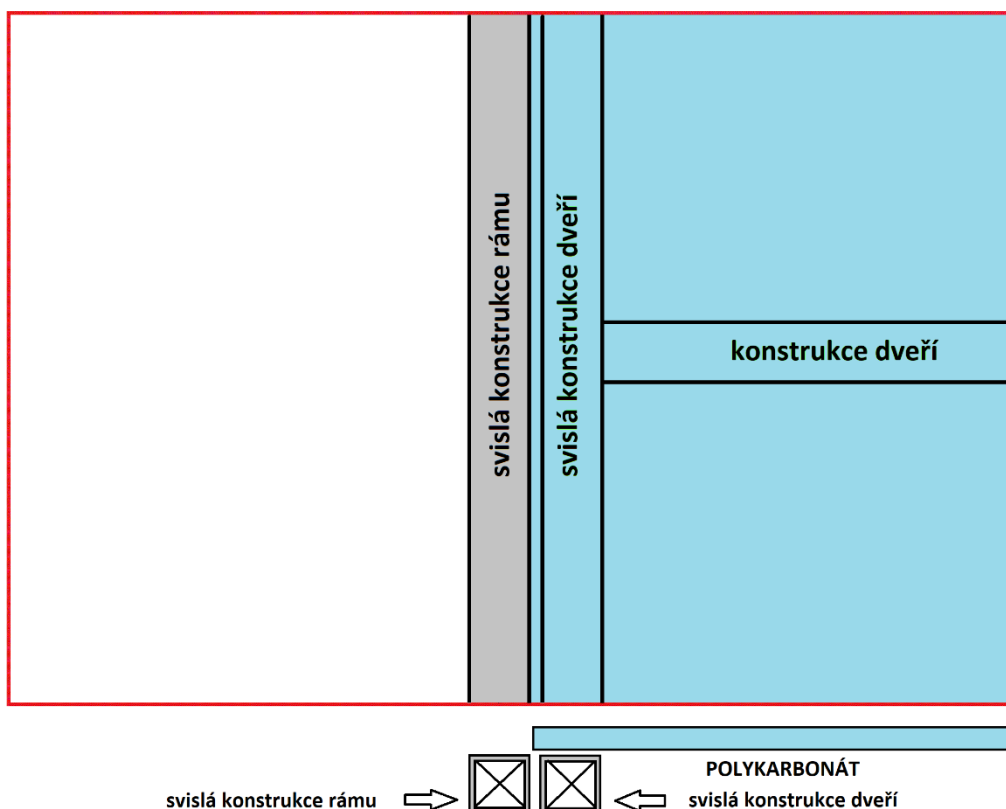 svislá konstrukce rámu
svislá konstrukce dveří
konstrukce dveří
POLYKARBONÁT
svislá konstrukce rámu
svislá konstrukce dveří